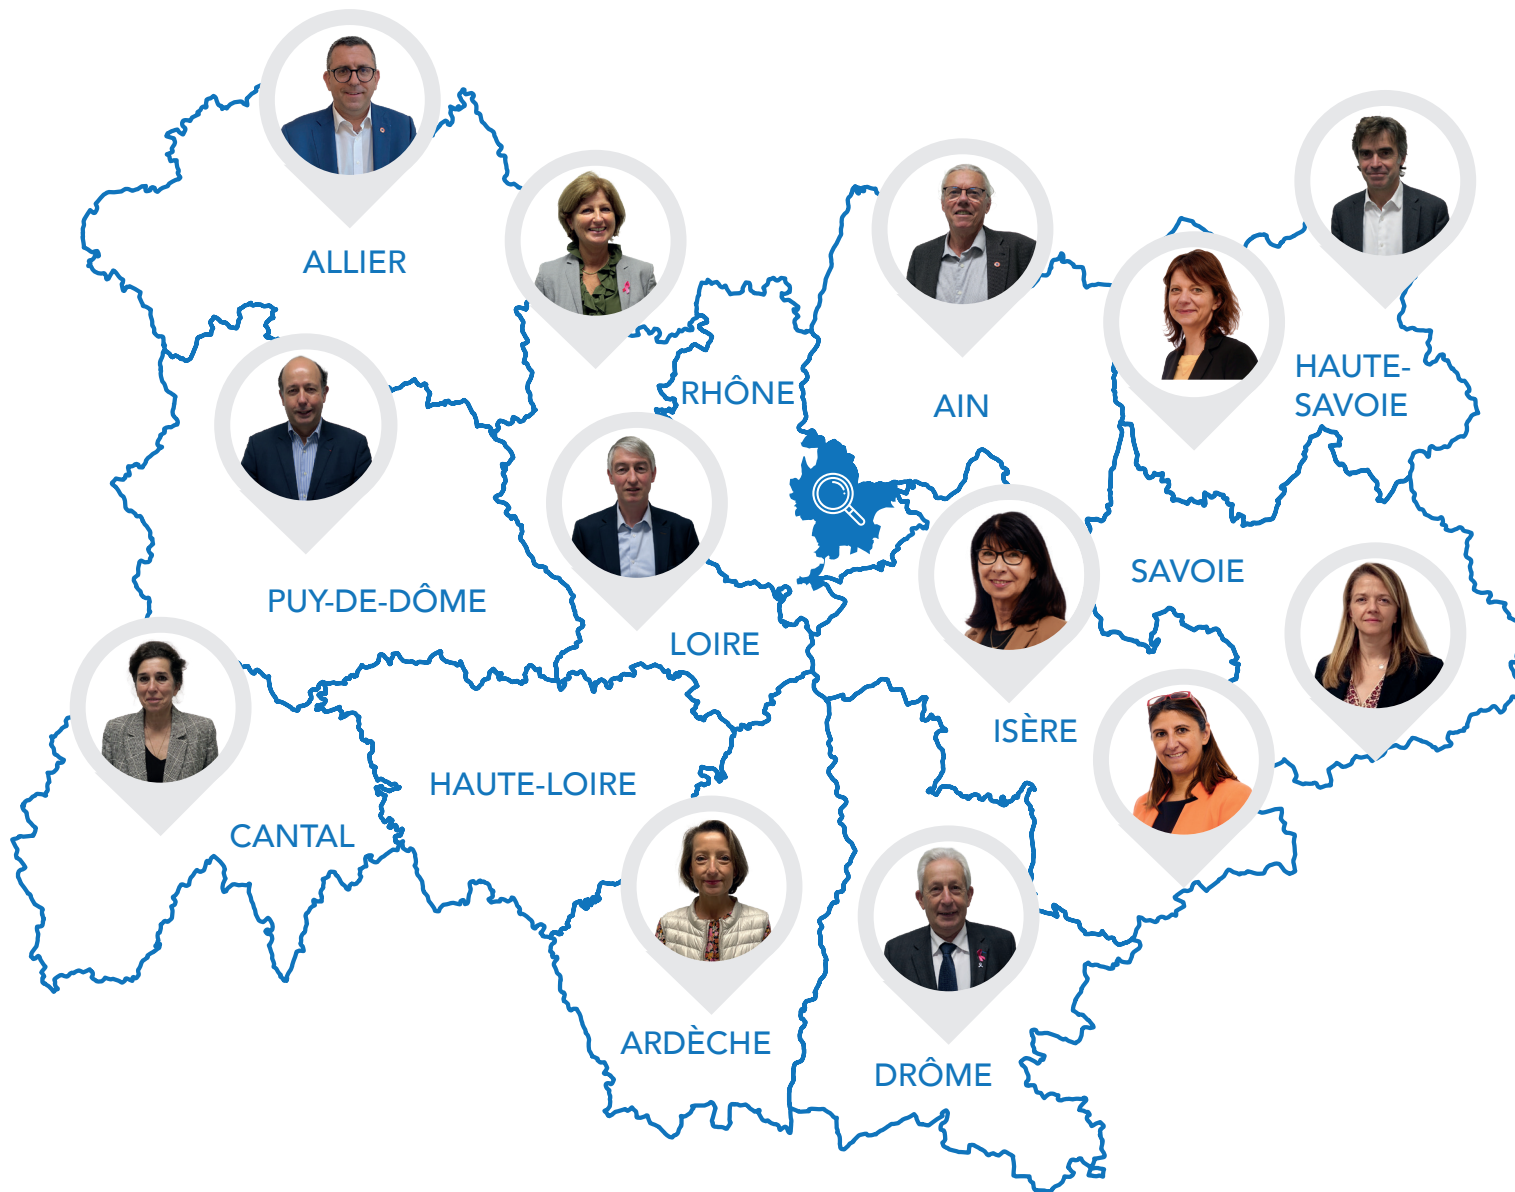 ALLIER
HAUTE-
SAVOIE
RHÔNE
AIN
SAVOIE
PUY-DE-DÔME
LOIRE
ISÈRE
HAUTE-LOIRE
CANTAL
ARDÈCHE
DRÔME